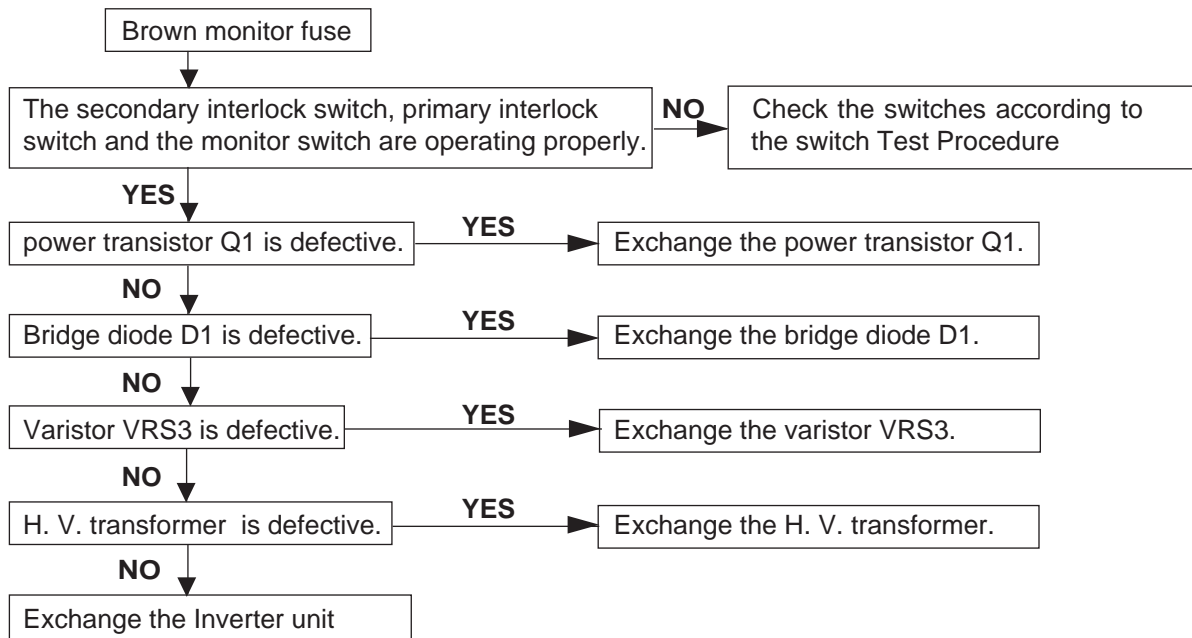 Brown monitor fuse
The secondary interlock switch, primary interlock
switch and the monitor switch are operating properly.
NO
Check the switches according to
the switch Test Procedure
YES
power transistor Q1 is defective.
YES
Exchange the power transistor Q1.
NO
Bridge diode D1 is defective.
YES
Exchange the bridge diode D1.
NO
Varistor VRS3 is defective.
YES
Exchange the varistor VRS3.
NO
H. V. transformer is defective.
YES
Exchange the H. V. transformer.
NO
Exchange the Inverter unit